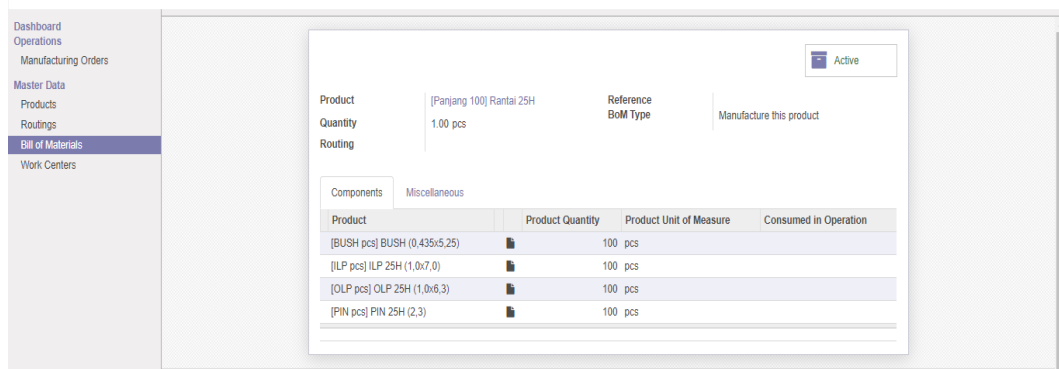 Dashboard
Operations
Manufacturing Orders
Master Data
Products
Routings
Bill of Materials
Work Centers
Active
Product [Panjang 100] Rantai 25H Reference
Quantity 1.00 pcs BoM Type Manufacture this product
Routing
Components Miscellaneous
Product Product Quantity Product Unit of Measure Consumed in Operation
[BUSH pcs] BUSH (0,435x5,25) 100 pcs
[ILP pcs] ILP 25H (1,0x7,0) 100 pcs
[OLP pcs] OLP 25H (1,0x6,3) 100 pcs
[PIN pcs] PIN 25H (2,3) 100 pcs